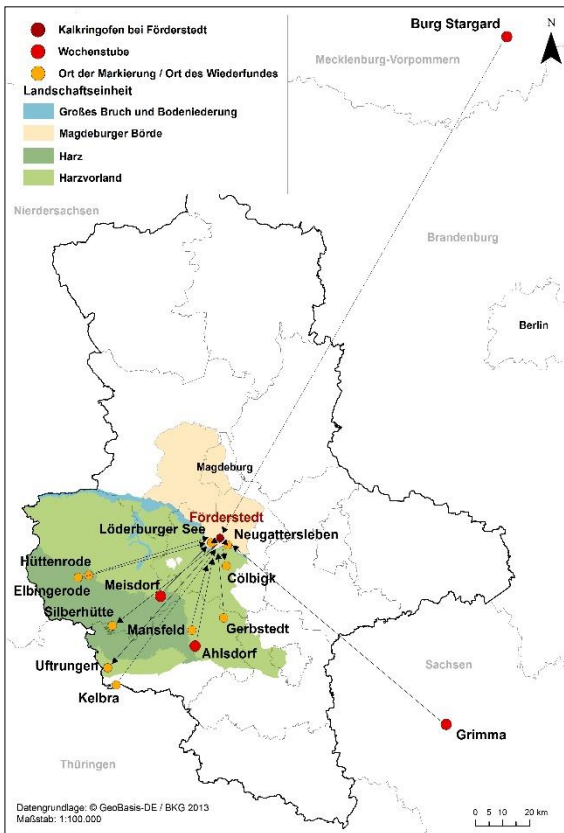 Kalkringofen bei Förderstedt
Wochenstube
Ort der Markierung / Ort des Wiederfundes
Landschaftseinheit
Großes Bruch und Bodeniederung
Magdeburger Börde
Harz
Harzvorland
Burg Stargard
N
Mecklenburg-Vorpommern
Nierdersachsen
Brandenburg
Berlin
Magdeburg
Förderstedt
Löderburger See
Neugattersleben
Hüttenrode
Cölbigk
Elbingerode
Meisdorf
Silberhütte
Mansfeld
Gerbstedt
Uftrungen
Ahlsdorf
Kelbra
Sachsen
Grimma
Thüringen
Datengrundlage: © GeoBasis-DE / BKG 2013
Maßstab: 1:100.000
0 5 10 20 km